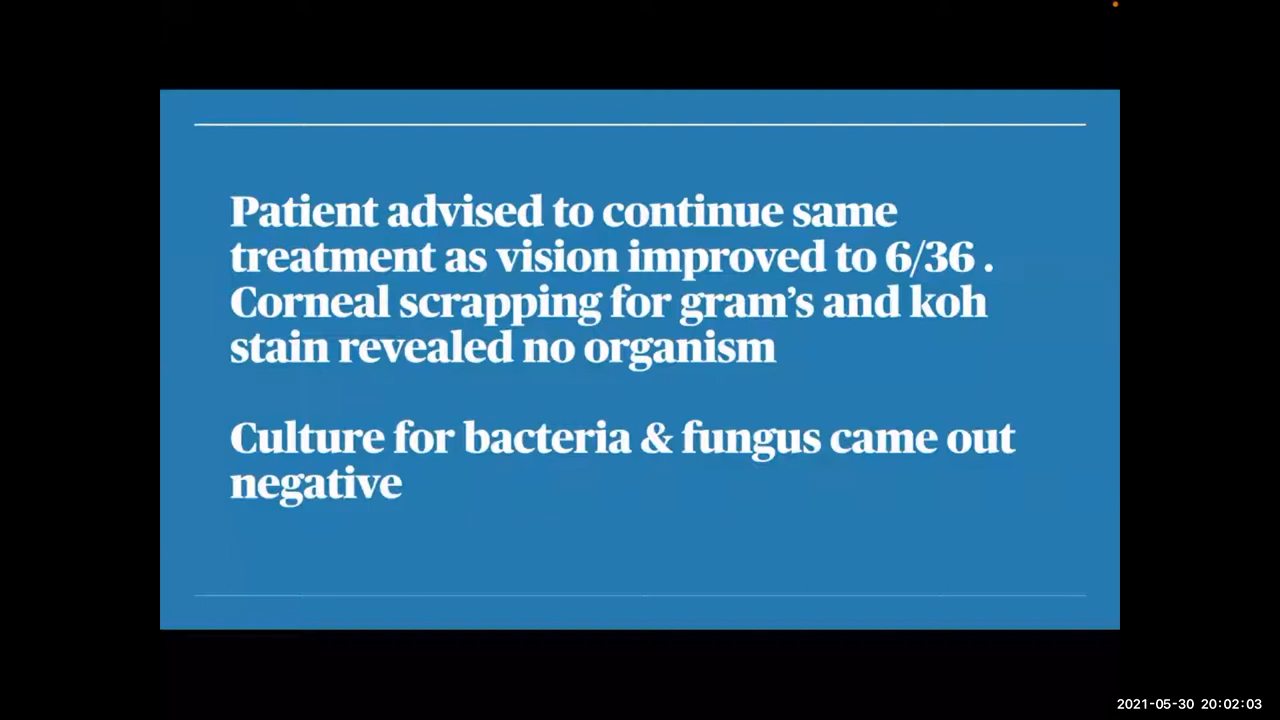 Patient advised to continue same
treatment as vision improved to 6/36 .
Corneal scrapping for gram’s and koh
stain revealed no organism
Culture for bacteria & fungus came out
negative
2021-05-30 20:02:03